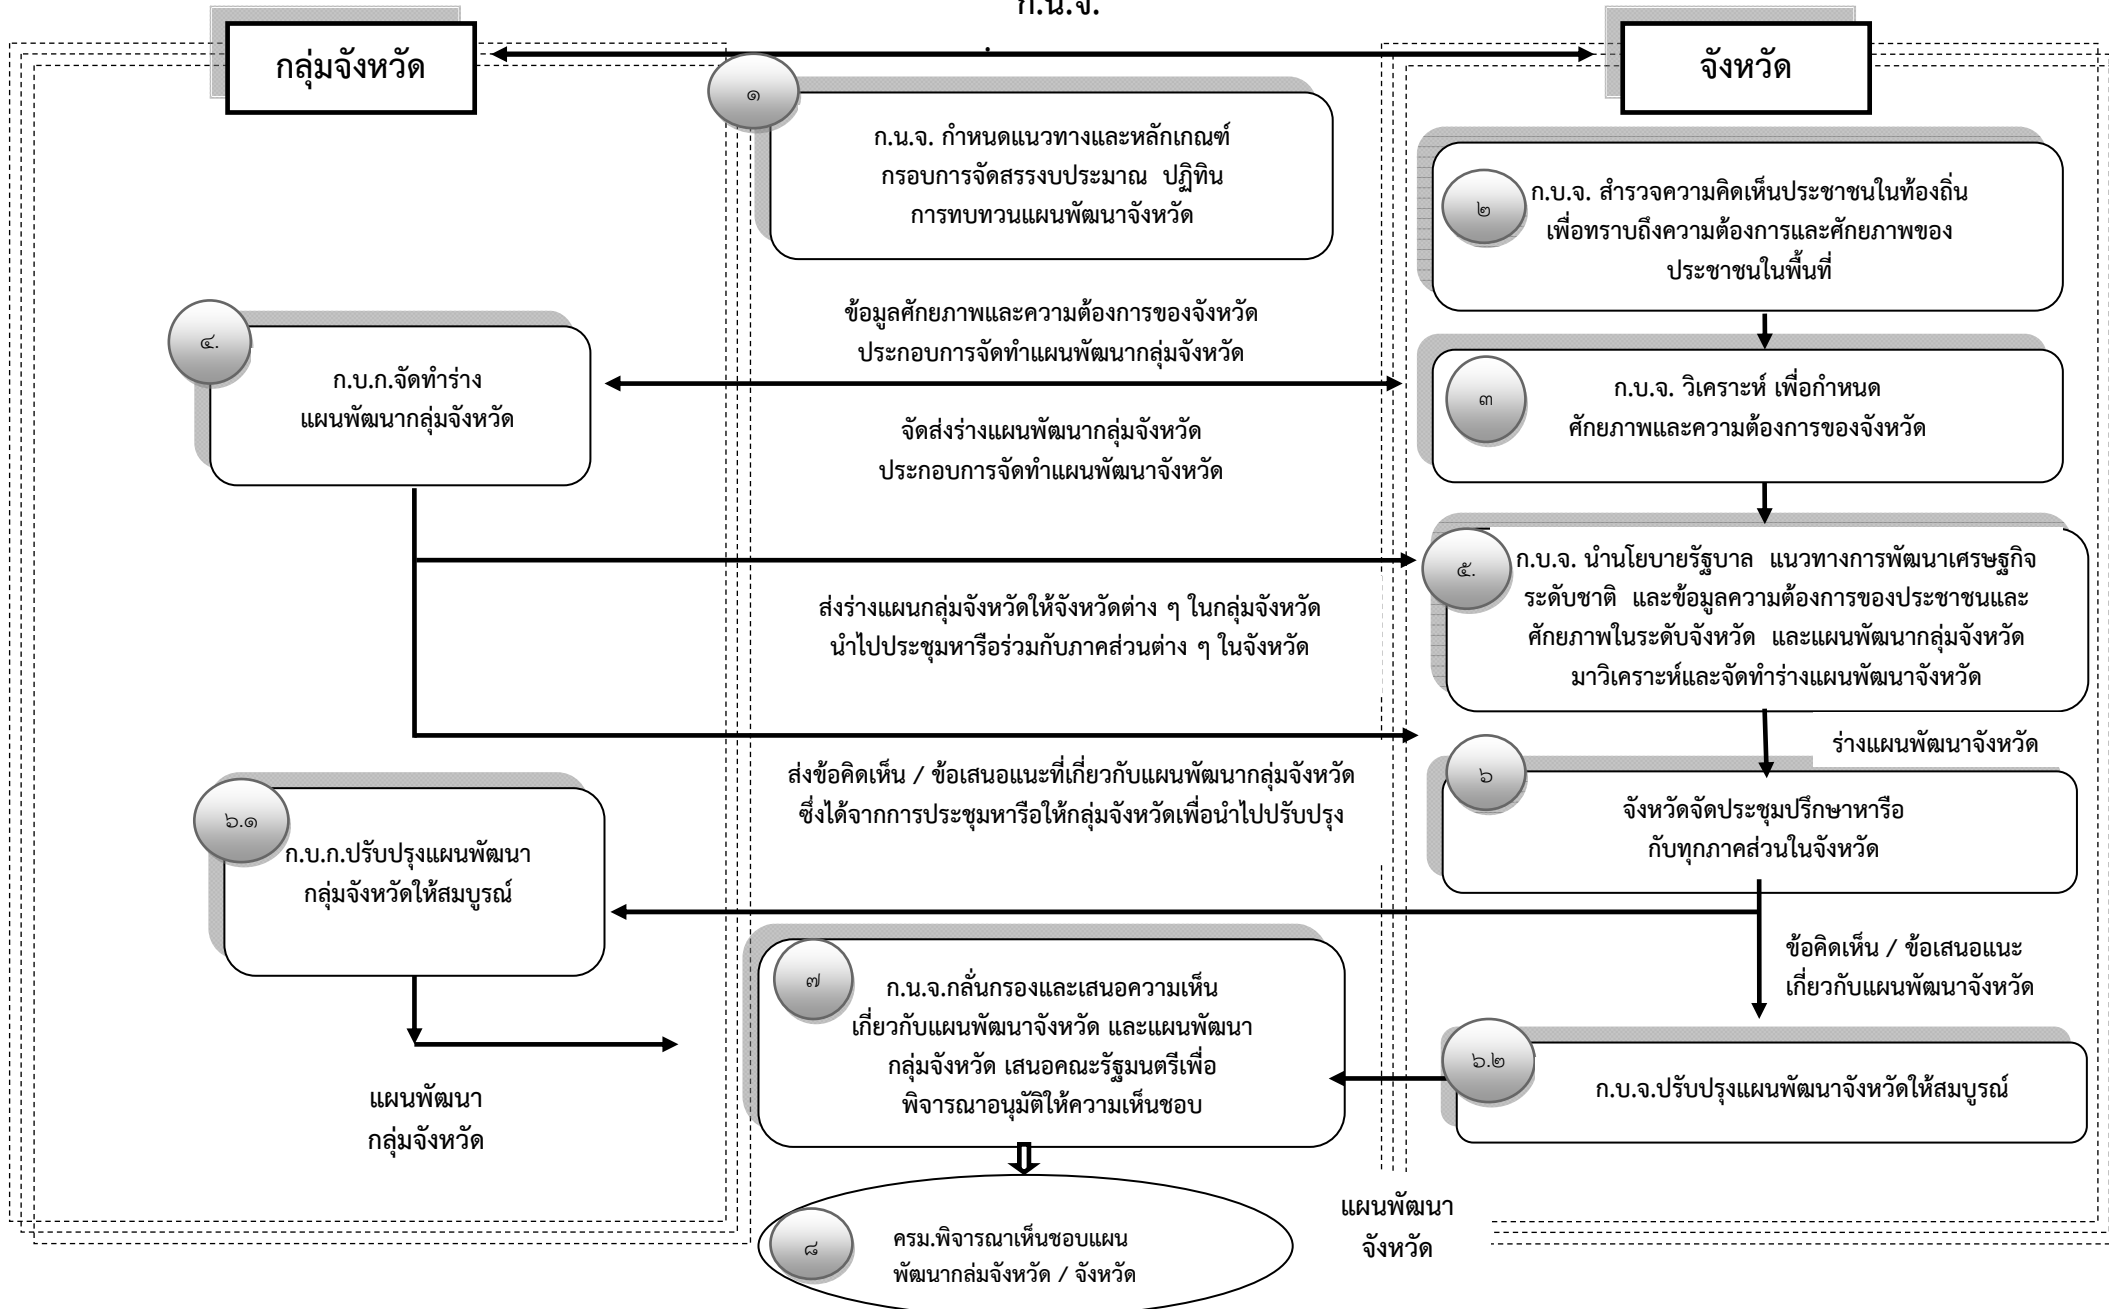 ก.น.จ.
กลุ่มจังหวัด
จังหวัด
๑
ก.น.จ. กำหนดแนวทางและหลักเกณฑ์
กรอบการจัดสรรงบประมาณ ปฏิทิน
การทบทวนแผนพัฒนาจังหวัด
๒
ก.บ.จ. สำรวจความคิดเห็นประชาชนในท้องถิ่น
เพื่อทราบถึงความต้องการและศักยภาพของ
ประชาชนในพื้นที่
ข้อมูลศักยภาพและความต้องการของจังหวัด
ประกอบการจัดทำแผนพัฒนากลุ่มจังหวัด
๔.
ก.บ.ก.จัดทำร่าง
แผนพัฒนากลุ่มจังหวัด
๓
ก.บ.จ. วิเคราะห์ เพื่อกำหนด
ศักยภาพและความต้องการของจังหวัด
จัดส่งร่างแผนพัฒนากลุ่มจังหวัด
ประกอบการจัดทำแผนพัฒนาจังหวัด
๕.
ก.บ.จ. นำนโยบายรัฐบาล แนวทางการพัฒนาเศรษฐกิจ
ระดับชาติ และข้อมูลความต้องการของประชาชนและ
ศักยภาพในระดับจังหวัด และแผนพัฒนากลุ่มจังหวัด
มาวิเคราะห์และจัดทำร่างแผนพัฒนาจังหวัด
ส่งร่างแผนกลุ่มจังหวัดให้จังหวัดต่าง ๆ ในกลุ่มจังหวัด
นำไปประชุมหารือร่วมกับภาคส่วนต่าง ๆ ในจังหวัด
ร่างแผนพัฒนาจังหวัด
ส่งข้อคิดเห็น / ข้อเสนอแนะที่เกี่ยวกับแผนพัฒนากลุ่มจังหวัด
ซึ่งได้จากการประชุมหารือให้กลุ่มจังหวัดเพื่อนำไปปรับปรุง
๖
จังหวัดจัดประชุมปรึกษาหารือ
กับทุกภาคส่วนในจังหวัด
๖.๑
ก.บ.ก.ปรับปรุงแผนพัฒนา
กลุ่มจังหวัดให้สมบูรณ์
ข้อคิดเห็น / ข้อเสนอแนะ
เกี่ยวกับแผนพัฒนาจังหวัด
๗
ก.น.จ.กลั่นกรองและเสนอความเห็น
เกี่ยวกับแผนพัฒนาจังหวัด และแผนพัฒนา
กลุ่มจังหวัด เสนอคณะรัฐมนตรีเพื่อ
พิจารณาอนุมัติให้ความเห็นชอบ
๖.๒
ก.บ.จ.ปรับปรุงแผนพัฒนาจังหวัดให้สมบูรณ์
แผนพัฒนา
กลุ่มจังหวัด
แผนพัฒนา
จังหวัด
๘
ครม.พิจารณาเห็นชอบแผน
พัฒนากลุ่มจังหวัด / จังหวัด